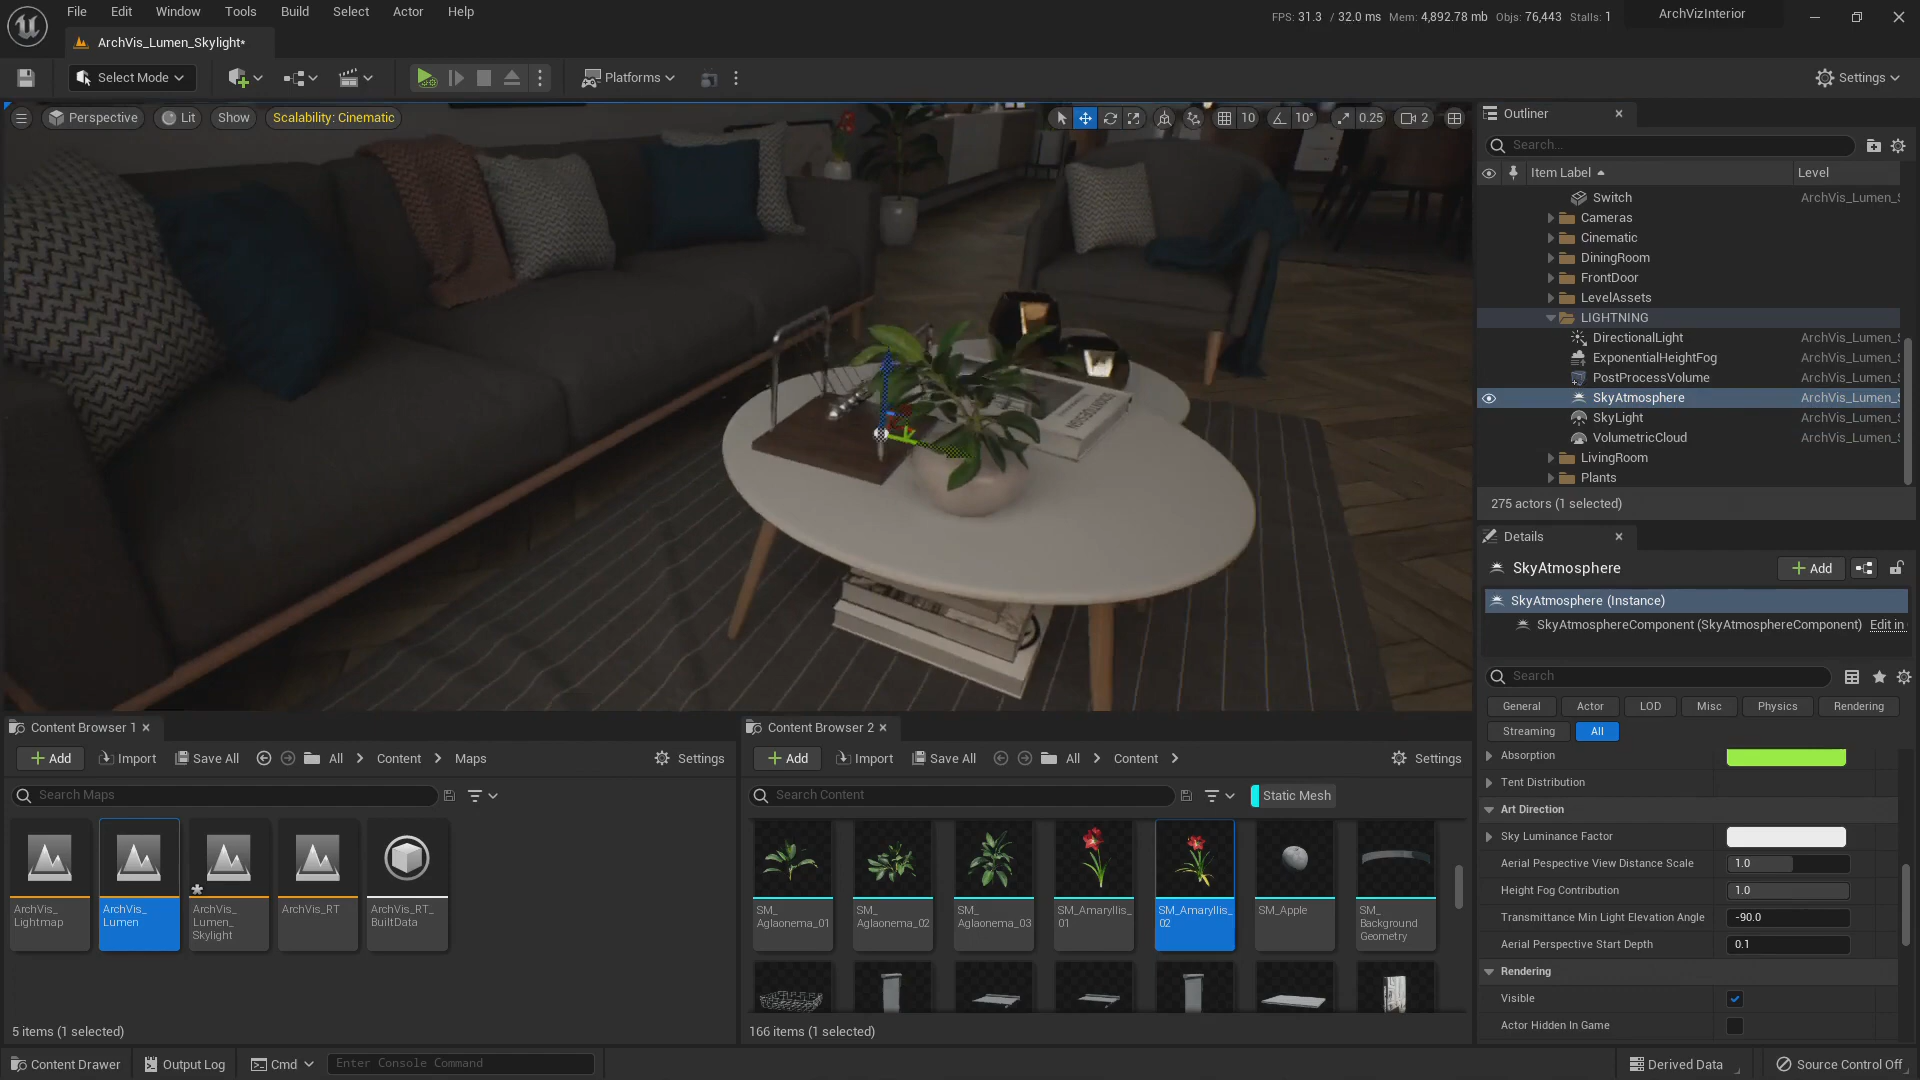 File Edit Window Tools Build Select Actor Help
FPS: 31.3 / 32.0 ms Mem: 4,892.78 mb Objs: 76,443 Stalls: 1
ArchVizInterior
ArchVis_Lumen_Skylight*
Select Mode
Platforms
Settings
Perspective
Lit
Show
Scalability: Cinematic
10
10°
0.25
2
Outliner
Search...
Item Label
Level
Switch ArchVis_Lumen_S
Cameras
Cinematic
DiningRoom
FrontDoor
LevelAssets
LIGHTNING
DirectionalLight ArchVis_Lumen_S
ExponentialHeightFog ArchVis_Lumen_S
PostProcessVolume ArchVis_Lumen_S
SkyAtmosphere ArchVis_Lumen_S
SkyLight ArchVis_Lumen_S
VolumetricCloud ArchVis_Lumen_S
LivingRoom
Plants
275 actors (1 selected)
Details
SkyAtmosphere
Add
SkyAtmosphere (Instance)
SkyAtmosphereComponent (SkyAtmosphereComponent) Edit in
Search
General Actor LOD Misc Physics Rendering
Streaming All
Absorption
Tent Distribution
Art Direction
Sky Luminance Factor
Aerial Pespective View Distance Scale 1.0
Height Fog Contribution 1.0
Transmittance Min Light Elevation Angle -90.0
Aerial Perspective Start Depth 0.1
Rendering
Visible
Actor Hidden In Game
Content Browser 1
Add Import Save All All Content Maps Settings
Search Maps
ArchVis_
Lightmap
ArchVis_
Lumen
ArchVis_
Lumen_
Skylight
ArchVis_RT
ArchVis_RT_
BuiltData
5 items (1 selected)
Content Browser 2
Add Import Save All All Content Settings
Search Content
Static Mesh
SM_
Aglaonema_01
SM_
Aglaonema_02
SM_
Aglaonema_03
SM_Amaryllis_
01
SM_Amaryllis_
02
SM_Apple
SM_
Background
Geometry
166 items (1 selected)
Content Drawer
Output Log
Cmd
Enter Console Command
Derived Data
Source Control Off